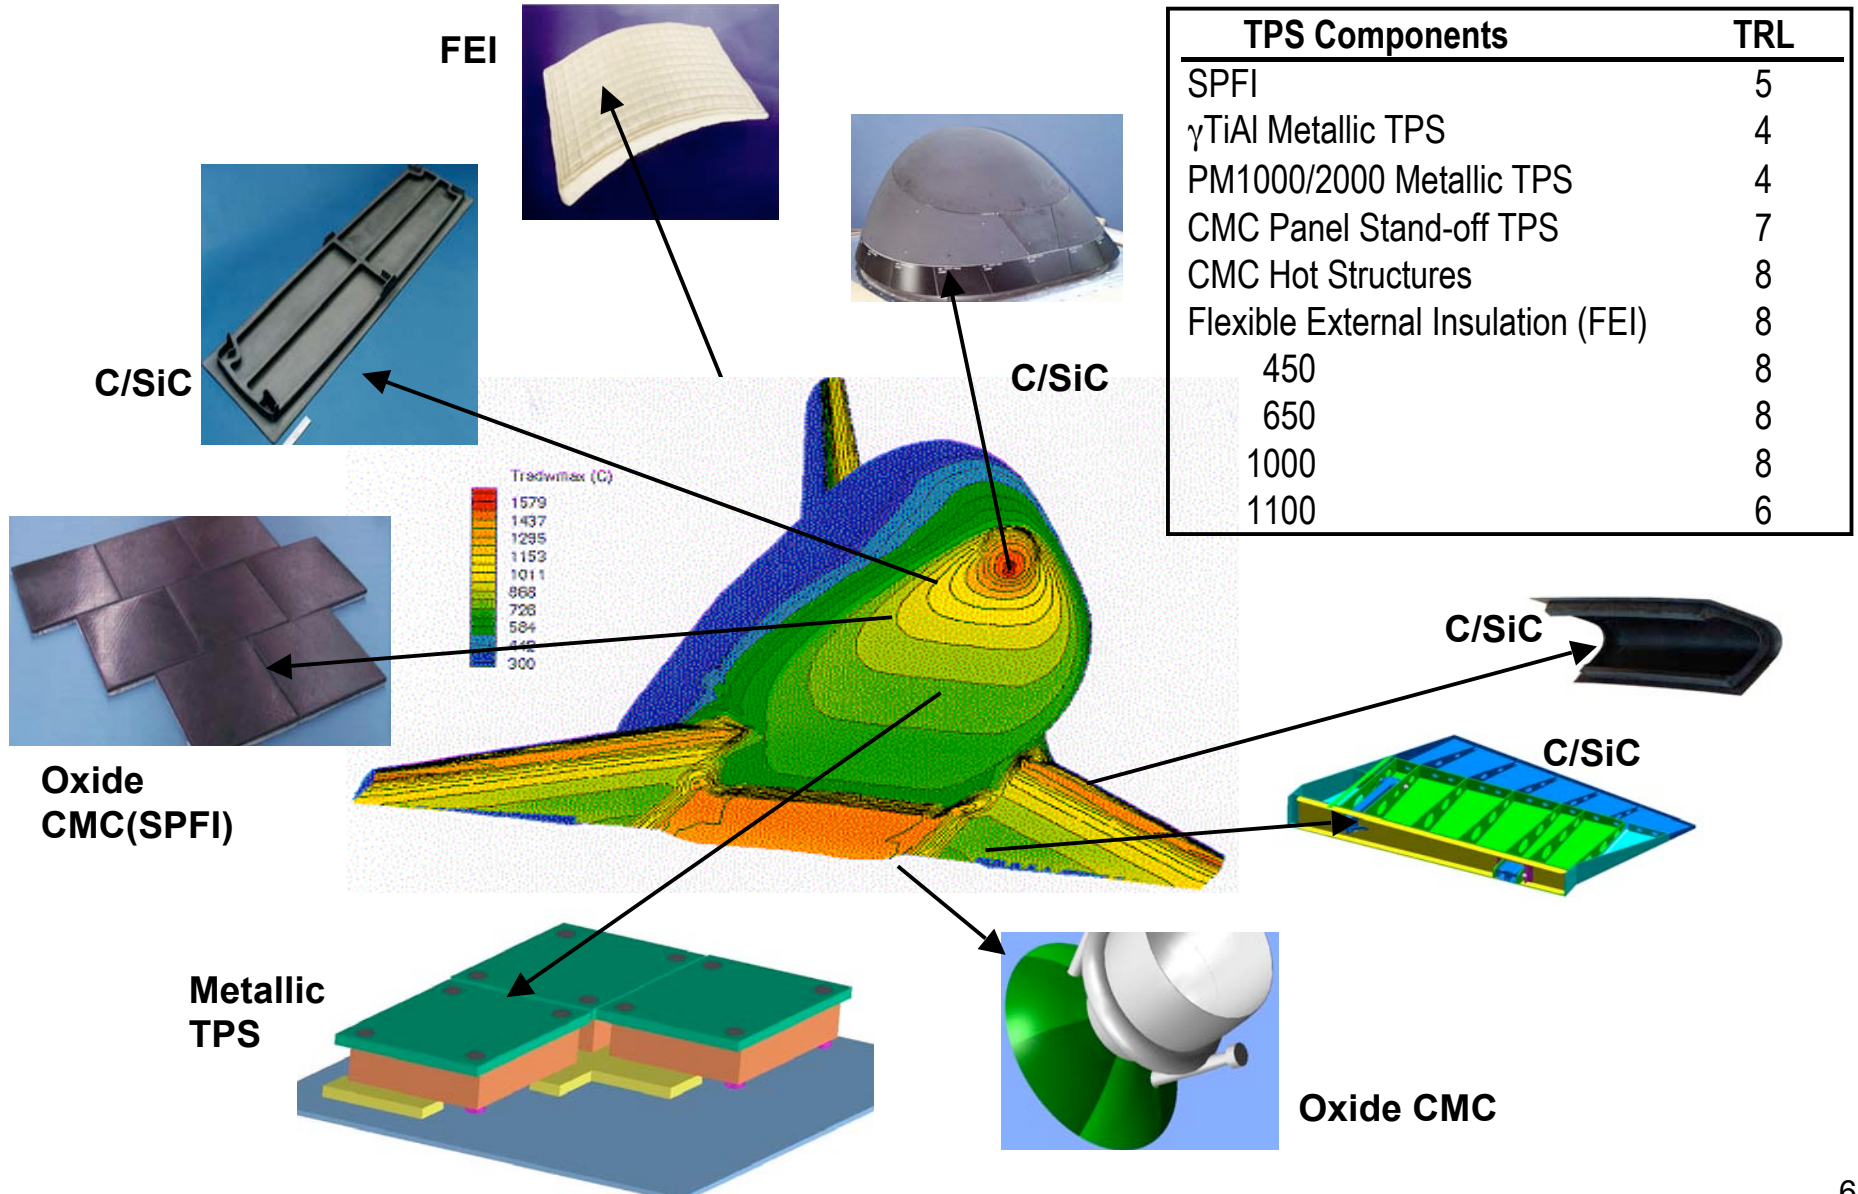 FEI
TPS Components TRL
SPFI 5
γTiAl Metallic TPS 4
PM1000/2000 Metallic TPS 4
CMC Panel Stand-off TPS 7
CMC Hot Structures 8
Flexible External Insulation (FEI) 8
450 8
650 8
1000 8
1100 6
C/SiC
C/SiC
Tradwmax (C)
1579
1437
1295
1153
1011
868
726
584
442
300
C/SiC
C/SiC
Oxide
CMC(SPFI)
Metallic
TPS
Oxide CMC
6